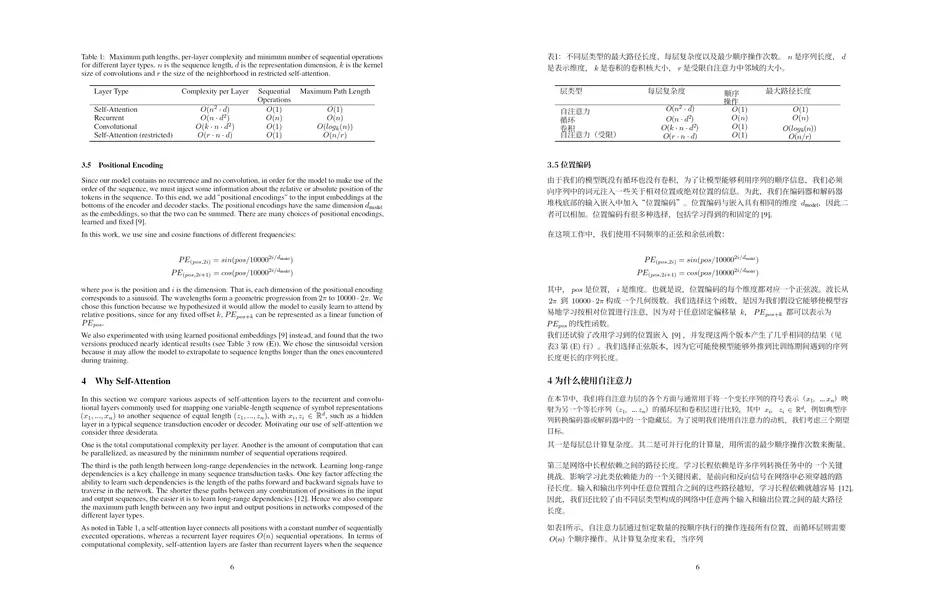 Table 1: Maximum path lengths, per-layer complexity and minimum number of sequential operations
for different layer types. n is the sequence length, d is the representation dimension, k is the kernel
size of convolutions and r the size of the neighborhood in restricted self-attention.
Layer Type Complexity per Layer Sequential Maximum Path Length
Operations
Self-Attention O(n² · d) O(1) O(1)
Recurrent O(n · d²) O(n) O(n)
Convolutional O(k · n · d²) O(1) O(log_k(n))
Self-Attention (restricted) O(r · n · d) O(1) O(n/r)
3.5 Positional Encoding
Since our model contains no recurrence and no convolution, in order for the model to make use of the
order of the sequence, we must inject some information about the relative or absolute position of the
tokens in the sequence. To this end, we add "positional encodings" to the input embeddings at the
bottoms of the encoder and decoder stacks. The positional encodings have the same dimension d_model
as the embeddings, so that the two can be summed. There are many choices of positional encodings,
learned and fixed [9].
In this work, we use sine and cosine functions of different frequencies:
PE(pos,2i) = sin(pos/10000^{2i/d_model})
PE(pos,2i+1) = cos(pos/10000^{2i/d_model})
where pos is the position and i is the dimension. That is, each dimension of the positional encoding
corresponds to a sinusoid. The wavelengths form a geometric progression from 2π to 10000 · 2π. We
chose this function because we hypothesized it would allow the model to easily learn to attend by
relative positions, since for any fixed offset k, PE_{pos+k} can be represented as a linear function of
PE_{pos}.
We also experimented with using learned positional embeddings [9] instead, and found that the two
versions produced nearly identical results (see Table 3 row (E)). We chose the sinusoidal version
because it may allow the model to extrapolate to sequence lengths longer than the ones encountered
during training.
4 Why Self-Attention
In this section we compare various aspects of self-attention layers to the recurrent and convolu-
tional layers commonly used for mapping one variable-length sequence of symbol representations
(x₁, ..., xₙ) to another sequence of equal length (z₁, ..., zₙ), with xᵢ, zᵢ ∈ ℝᵈ, such as a hidden
layer in a typical sequence transduction encoder or decoder. Motivating our use of self-attention we
consider three desiderata.
One is the total computational complexity per layer. Another is the amount of computation that can
be parallelized, as measured by the minimum number of sequential operations required.
The third is the path length between long-range dependencies in the network. Learning long-range
dependencies is a key challenge in many sequence transduction tasks. One key factor affecting the
ability to learn such dependencies is the length of the paths forward and backward signals have to
traverse in the network. The shorter these paths between any combination of positions in the input
and output sequences, the easier it is to learn long-range dependencies [12]. Hence we also compare
the maximum path length between any two input and output positions in networks composed of the
different layer types.
As noted in Table 1, a self-attention layer connects all positions with a constant number of sequentially
executed operations, whereas a recurrent layer requires O(n) sequential operations. In terms of
computational complexity, self-attention layers are faster than recurrent layers when the sequence
6
表1：不同层类型的最大路径长度，每层复杂度以及最少顺序操作次数。n 是序列长度，d
是表示维度，k 是卷积的卷积核大小，r 是受限自注意力中邻域的大小。
层类型 每层复杂度 顺序 最大路径长度
操作
自注意力 O(n² · d) O(1) O(1)
循环 O(n · d²) O(n) O(n)
卷积 O(k · n · d²) O(1) O(log_k(n))
自注意力（受限） O(r · n · d) O(1) O(n/r)
3.5 位置编码
由于我们的模型既没有循环也没有卷积，为了让模型能够利用序列的顺序信息，我们必须
向序列中的词元注入一些关于相对位置或绝对位置的信息。为此，我们在编码器和解码器
堆栈底部的输入嵌入中加入“位置编码”。位置编码与嵌入具有相同的维度 d_model，因此二
者可以相加。位置编码有很多种选择，包括学习得到的和固定的 [9].
在这项工作中，我们使用不同频率的正弦和余弦函数：
PE(pos,2i) = sin(pos/10000^{2i/d_model})
PE(pos,2i+1) = cos(pos/10000^{2i/d_model})
其中，pos 是位置，i 是维度。也就是说，位置编码的每个维度都对应一个正弦波。波长从
2π 到 10000 · 2π 构成一个几何级数。我们选择这个函数，是因为我们假设它能够使模型容
易地学习按相对位置进行注意，因为对于任意固定偏移量 k，PE_{pos+k} 都可以表示为
PE_{pos} 的线性函数。
我们还试验了改用学习到的位置嵌入 [9]，并发现这两个版本产生了几乎相同的结果（见
表3 第 (E) 行）。我们选择正弦版本，因为它可能使模型能够外推到比训练期间遇到的序列
长度更长的序列长度。
4 为什么使用自注意力
在本节中，我们将自注意力层的各个方面与通常用于将一个变长序列的符号表示 (x₁, ...xₙ) 映
射为另一个等长序列 (z₁, ...zₙ) 的循环层和卷积层进行比较，其中 xᵢ, zᵢ ∈ ℝᵈ，例如典型序
列转换编码器或解码器中的一个隐藏层。为了说明我们使用自注意力的动机，我们考虑三个期望
目标。
其一是每层总计算复杂度。其二是可并行化的计算量，用所需的最少顺序操作次数来衡量。
第三是网络中长程依赖之间的路径长度。学习长程依赖是许多序列转换任务中的一个关键
挑战。影响学习此类依赖能力的一个关键因素，是前向和反向信号在网络中必须穿越的路
径长度。输入和输出序列中任意位置组合之间的这些路径越短，学习长程依赖就越容易 [12].
因此，我们还比较了由不同层类型构成的网络中任意两个输入和输出位置之间的最大路径
长度。
如表1所示，自注意力层通过恒定数量的按顺序执行的操作连接所有位置，而循环层则需要
O(n) 个顺序操作。从计算复杂度来看，当序列
6